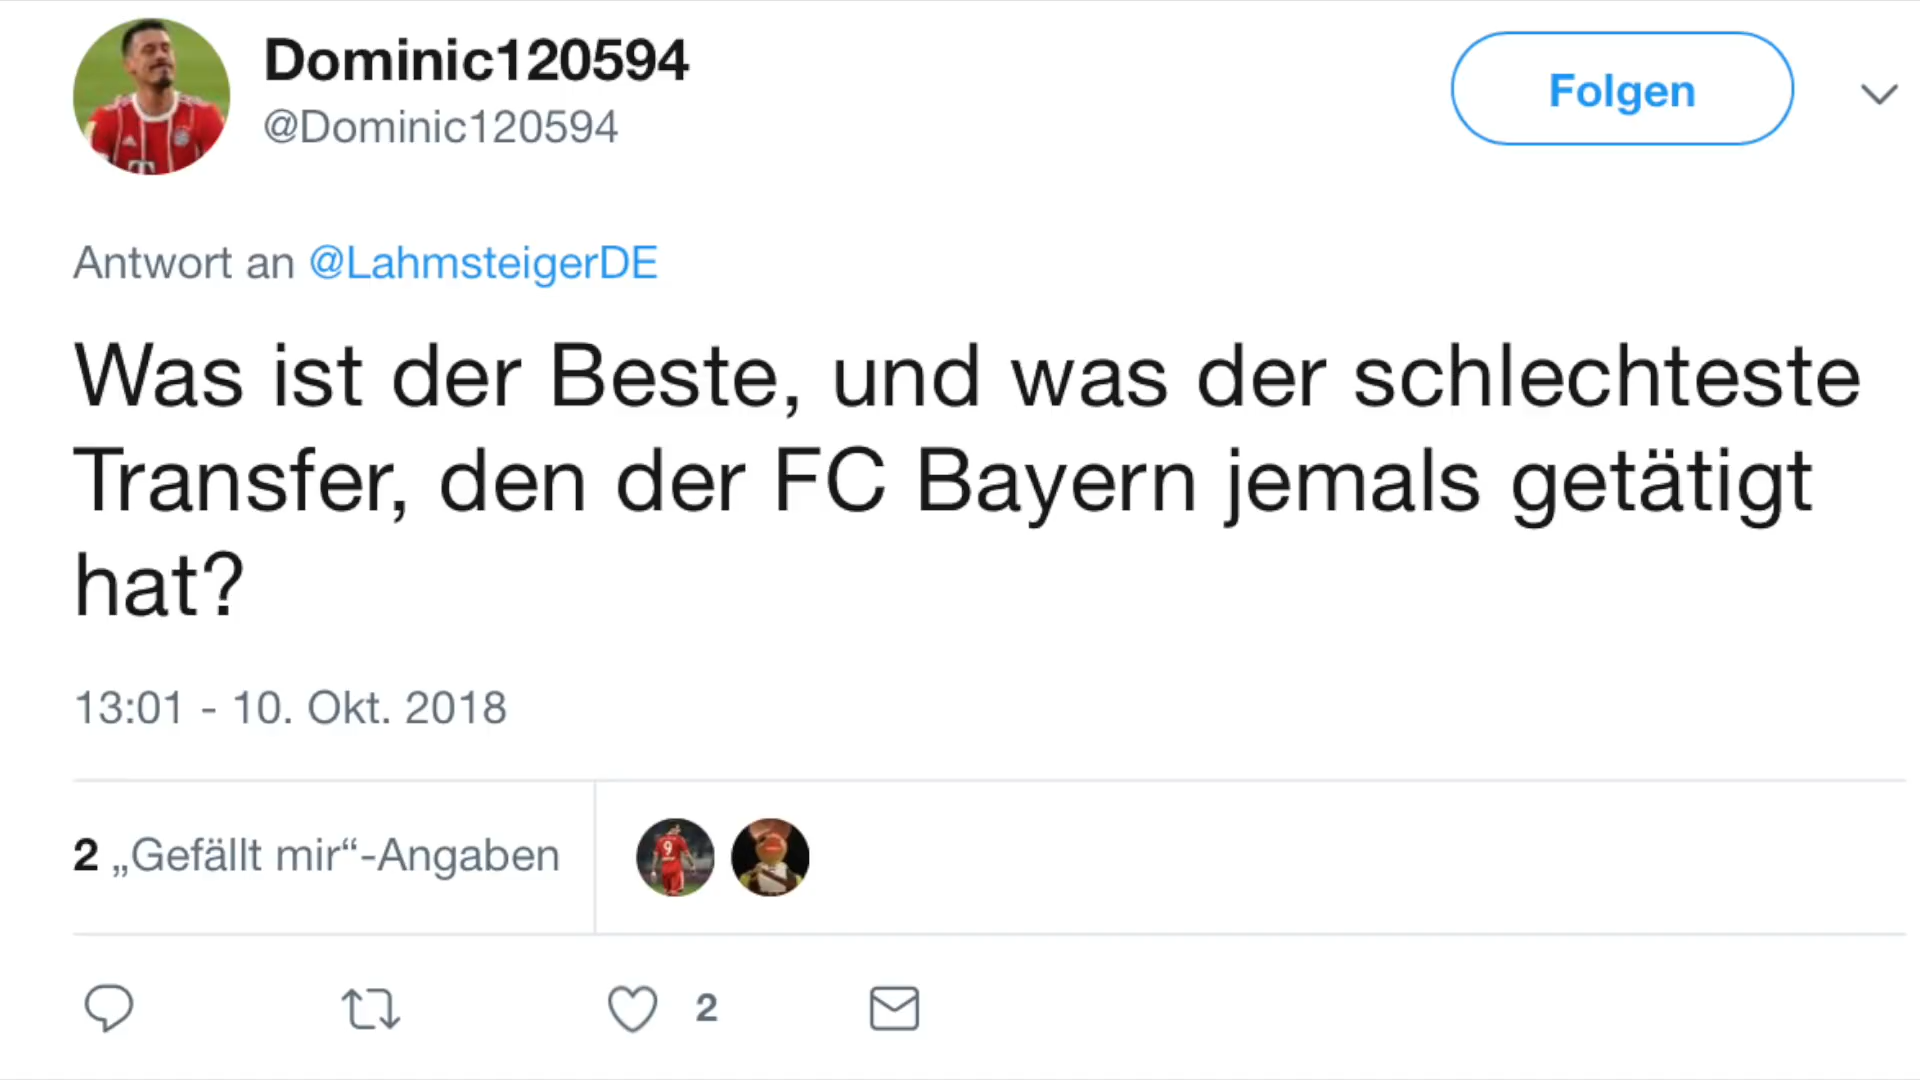 Dominic120594
@Dominic120594
Folgen
Antwort an @LahmsteigerDE
Was ist der Beste, und was der schlechteste
Transfer, den der FC Bayern jemals getätigt
hat?
13:01 - 10. Okt. 2018
2 „Gefällt mir“-Angaben
9
2